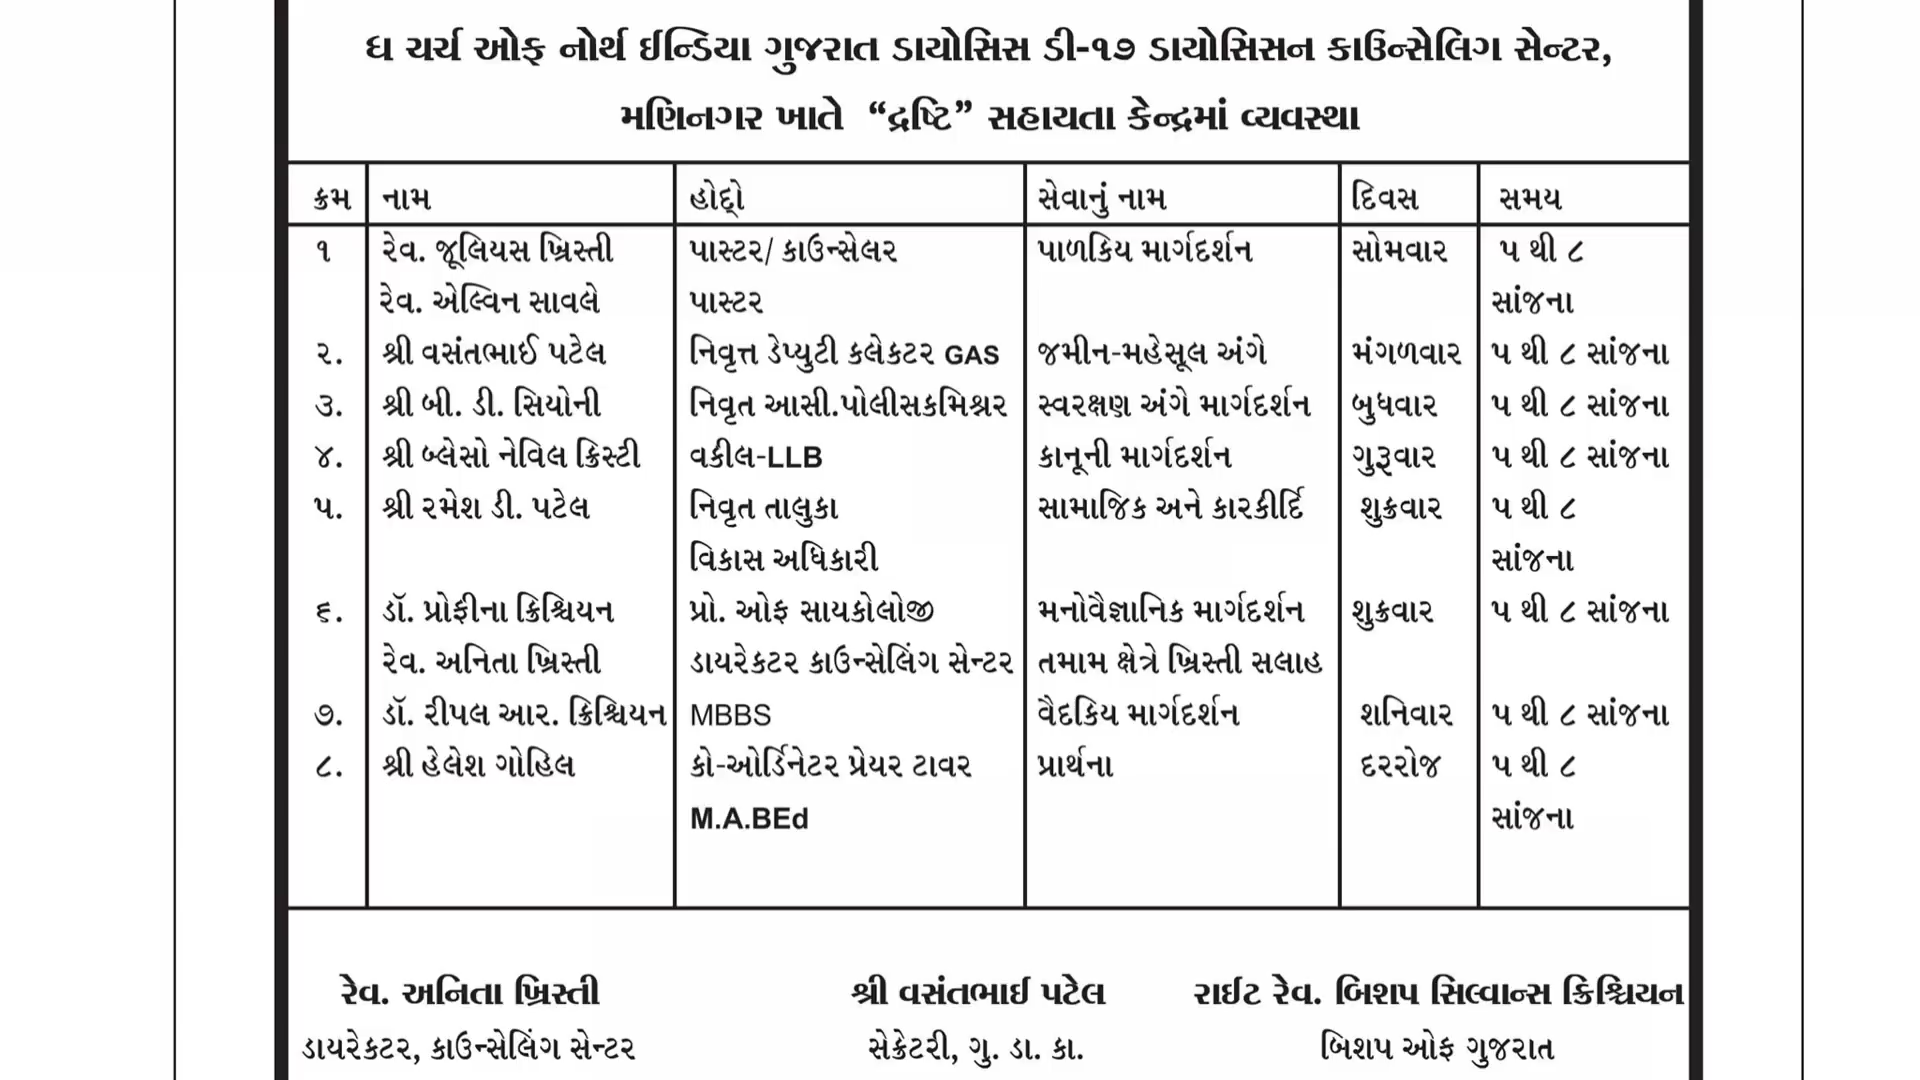 ધ ચર્ચ ઓફ નોર્થ ઈન્ડિયા ગુજરાત ડાયોસિસ ડી-૧૭ ડાયોસિસન કાઉન્સેલિગ સેન્ટર,
મણિનગર ખાતે “દ્રષ્ટિ” સહાયતા કેન્દ્રમાં વ્યવસ્થા
ક્રમ નામ હોદ્દો સેવાનું નામ દિવસ સમય
૧ રેવ. જૂલિયસ ખ્રિસ્તી પાસ્ટર/ કાઉન્સેલર પાળકિય માર્ગદર્શન સોમવાર ૫ થી ૮
રેવ. એલ્વિન સાવલે પાસ્ટર સાંજના
૨. શ્રી વસંતભાઈ પટેલ નિવૃત્ત ડેપ્યુટી કલેકટર GAS જમીન-મહેસૂલ અંગે મંગળવાર ૫ થી ૮ સાંજના
૩. શ્રી બી. ડી. સિયોની નિવૃત આસી.પોલીસકમિશ્નર સ્વરક્ષણ અંગે માર્ગદર્શન બુધવાર ૫ થી ૮ સાંજના
૪. શ્રી બ્લેસો નેવિલ ક્રિસ્ટી વકીલ-LLB કાનૂની માર્ગદર્શન ગુરૂવાર ૫ થી ૮ સાંજના
૫. શ્રી રમેશ ડી. પટેલ નિવૃત તાલુકા સામાજિક અને કારકીર્દિ શુક્રવાર ૫ થી ૮
વિકાસ અધિકારી સાંજના
૬. ડૉ. પ્રોફીના ક્રિશ્ચિયન પ્રો. ઓફ સાયકોલોજી મનોવૈજ્ઞાનિક માર્ગદર્શન શુક્રવાર ૫ થી ૮ સાંજના
રેવ. અનિતા ખ્રિસ્તી ડાયરેકટર કાઉન્સેલિંગ સેન્ટર તમામ ક્ષેત્રે ખ્રિસ્તી સલાહ
૭. ડૉ. રીપલ આર. ક્રિશ્ચિયન MBBS વૈદકિય માર્ગદર્શન શનિવાર ૫ થી ૮ સાંજના
૮. શ્રી હેલેશ ગોહિલ કો-ઓર્ડિનેટર પ્રેયર ટાવર પ્રાર્થના દરરોજ ૫ થી ૮
M.A.BEd સાંજના
રેવ. અનિતા ખ્રિસ્તી શ્રી વસંતભાઈ પટેલ રાઈટ રેવ. બિશપ સિલ્વાન્સ ક્રિશ્ચિયન
ડાયરેકટર, કાઉન્સેલિંગ સેન્ટર સેક્રેટરી, ગુ. ડા. કા. બિશપ ઓફ ગુજરાત